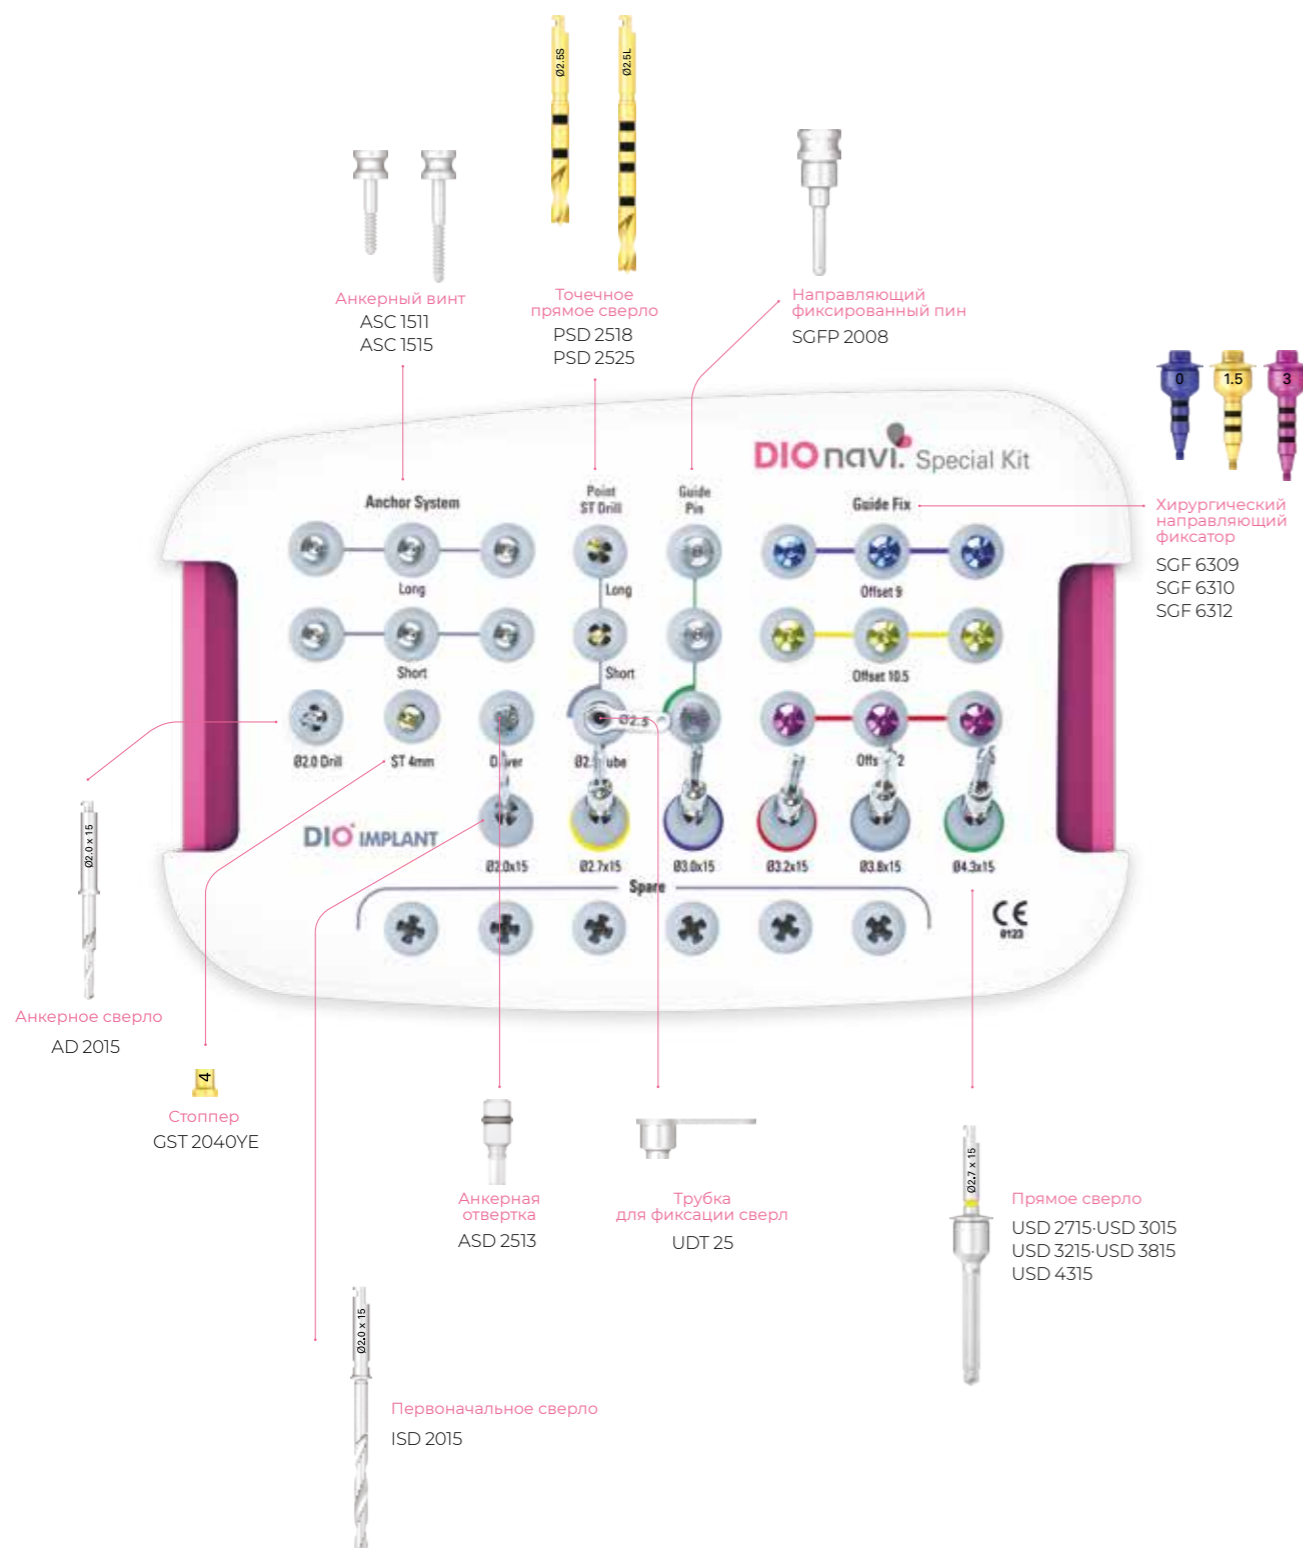 Ø2.5S
Ø2.5L
Анкерный винт
ASC 1511
ASC 1515
Точечное
прямое сверло
PSD 2518
PSD 2525
Направляющий
фиксированный пин
SGFP 2008
0
1.5
3
Хирургический
направляющий
фиксатор
SGF 6309
SGF 6310
SGF 6312
DIOnavi. Special Kit
Anchor System
Point
ST Drill
Guide
Pin
Guide Fix
Long
Long
Offset 9
Short
Short
Offset 10.5
Ø2.5
Ø2.0 Drill
ST 4mm
DIO IMPLANT
Ø2.0x15
Ø2.7x15
Ø3.0x15
Ø3.2x15
Ø3.8x15
Ø4.3x15
Spare
CE
0123
Ø2.0 x 15
Анкерное сверло
AD 2015
4
Стоппер
GST 2040YE
Анкерная
отвертка
ASD 2513
Трубка
для фиксации сверл
UDT 25
Ø2.7 x 15
Прямое сверло
USD 2715·USD 3015
USD 3215·USD 3815
USD 4315
Ø2.0 x 15
Первоначальное сверло
ISD 2015